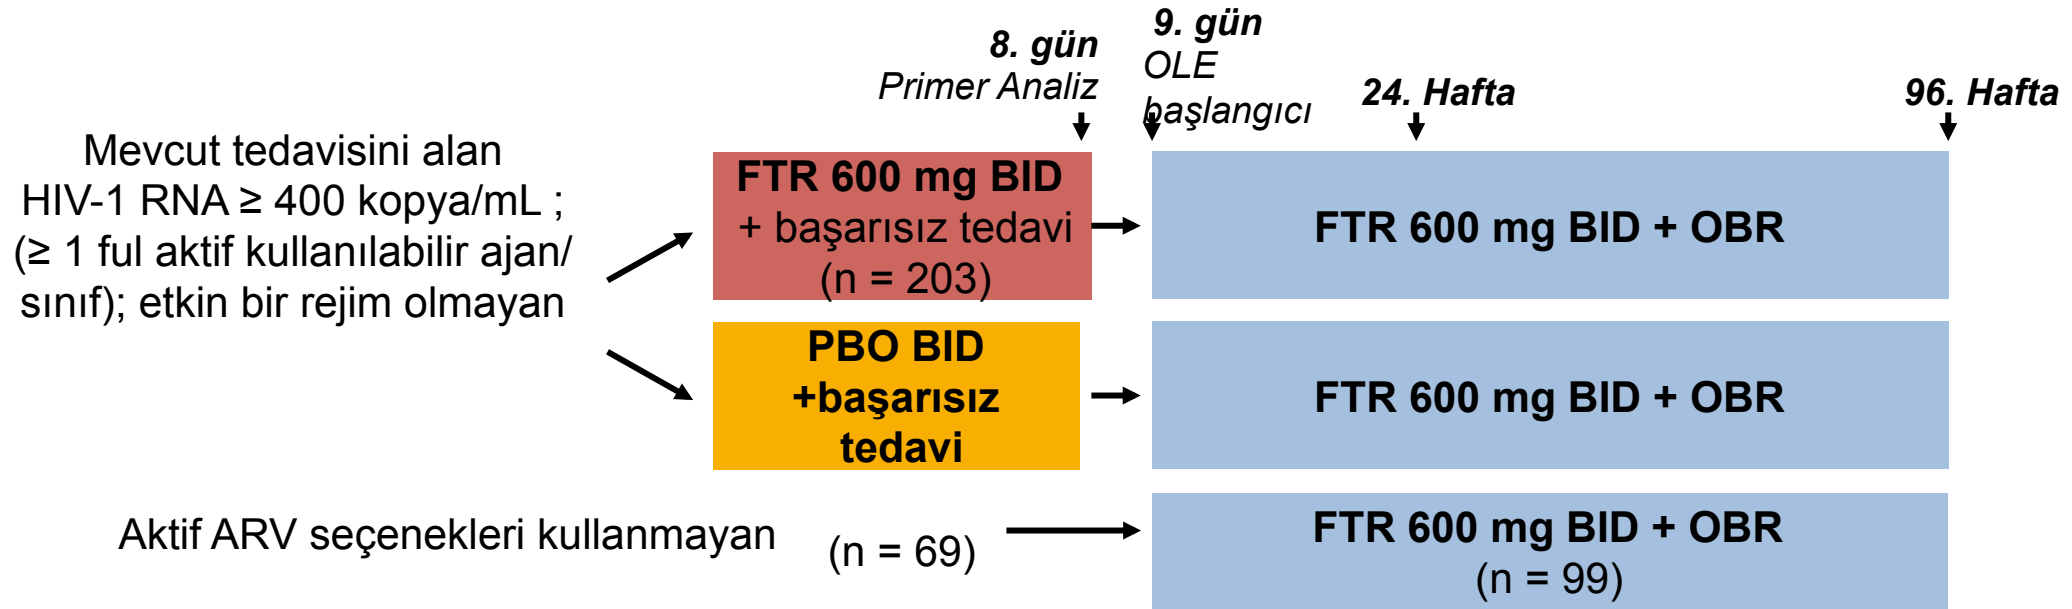 8. gün
Primer Analiz
9. gün
OLE
başlangıcı
24. Hafta
96. Hafta
Mevcut tedavisini alan
HIV-1 RNA ≥ 400 kopya/mL ;
(≥ 1 ful aktif kullanılabilir ajan/
sınıf); etkin bir rejim olmayan
FTR 600 mg BID
+ başarısız tedavi
(n = 203)
FTR 600 mg BID + OBR
PBO BID
+başarısız
tedavi
FTR 600 mg BID + OBR
Aktif ARV seçenekleri kullanmayan
(n = 69)
FTR 600 mg BID + OBR
(n = 99)